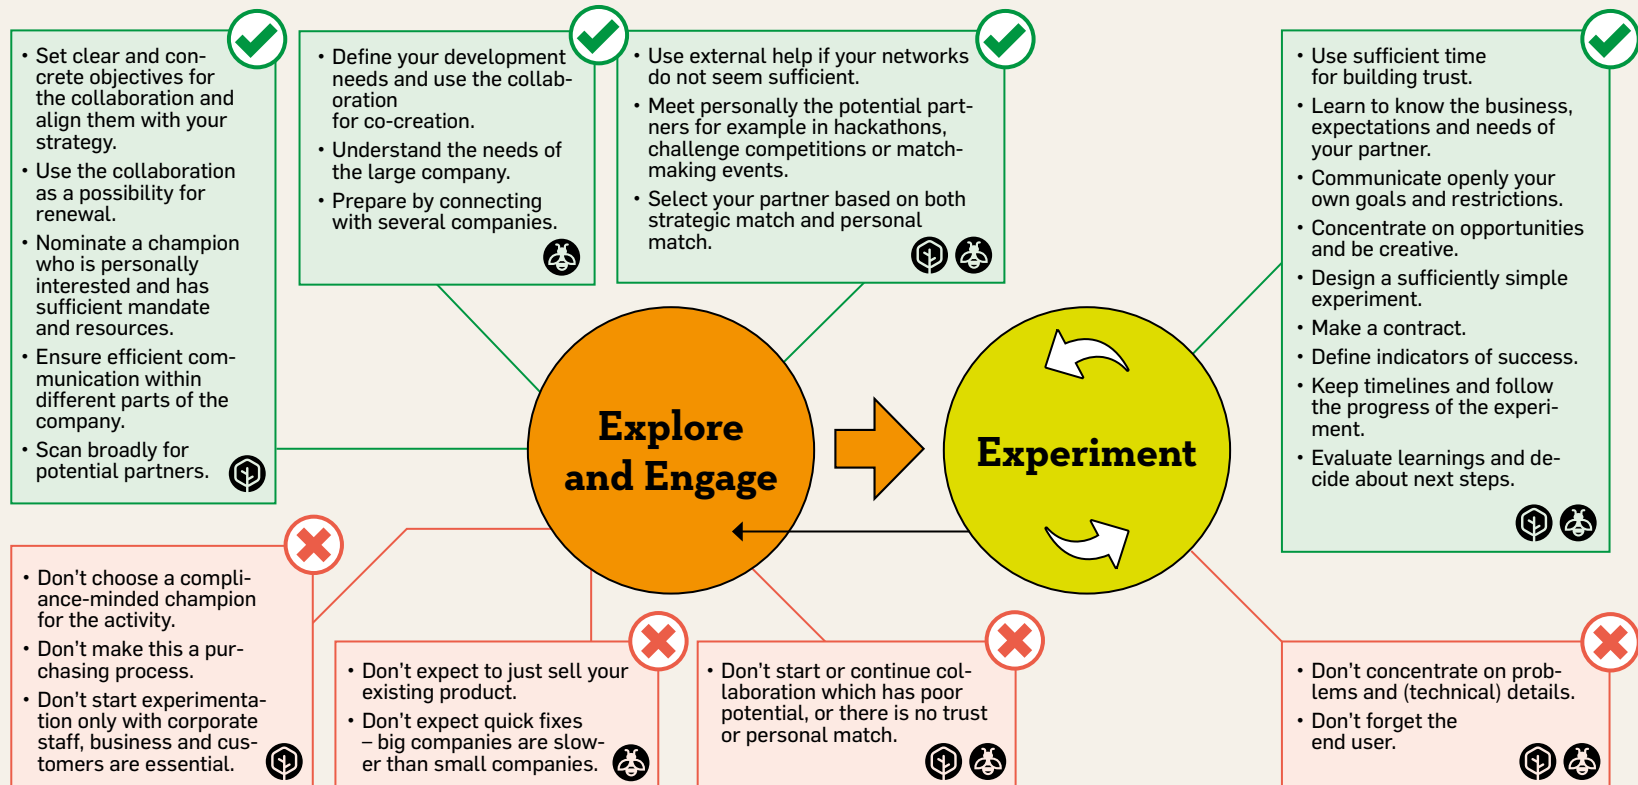 • Set clear and con-
crete objectives for
the collaboration and
align them with your
strategy.
• Use the collaboration
as a possibility for
renewal.
• Nominate a champion
who is personally
interested and has
sufficient mandate
and resources.
• Ensure efficient com-
munication within
different parts of the
company.
• Scan broadly for
potential partners.
• Define your development
needs and use the collab-
oration
for co-creation.
• Understand the needs of
the large company.
• Prepare by connecting
with several companies.
• Use external help if your networks
do not seem sufficient.
• Meet personally the potential part-
ners for example in hackathons,
challenge competitions or match-
making events.
• Select your partner based on both
strategic match and personal
match.
• Use sufficient time
for building trust.
• Learn to know the business,
expectations and needs of
your partner.
• Communicate openly your
own goals and restrictions.
• Concentrate on opportunities
and be creative.
• Design a sufficiently simple
experiment.
• Make a contract.
• Define indicators of success.
• Keep timelines and follow
the progress of the experi-
ment.
• Evaluate learnings and de-
cide about next steps.
Explore
and Engage
Experiment
• Don't choose a compli-
ance-minded champion
for the activity.
• Don't make this a pur-
chasing process.
• Don't start experimenta-
tion only with corporate
staff, business and cus-
tomers are essential.
• Don't expect to just sell your
existing product.
• Don't expect quick fixes
– big companies are slow-
er than small companies.
• Don't start or continue col-
laboration which has poor
potential, or there is no trust
or personal match.
• Don't concentrate on prob-
lems and (technical) details.
• Don't forget the
end user.